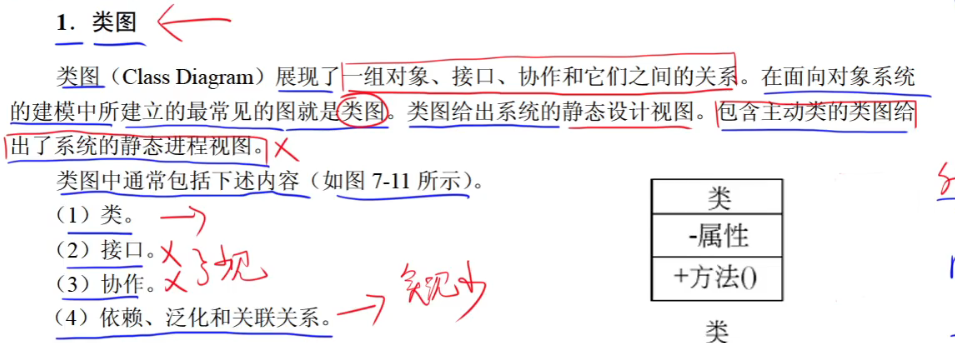 1．类图
类图（Class Diagram）展现了一组对象、接口、协作和它们之间的关系。在面向对象系统
的建模中所建立的最常见的图就是类图。类图给出系统的静态设计视图。包含主动类的类图给
出了系统的静态进程视图。
类图中通常包括下述内容（如图 7-11 所示）。
（1）类。
（2）接口。
（3）协作。
少见
（4）依赖、泛化和关联关系。
类
-属性
+方法()
类